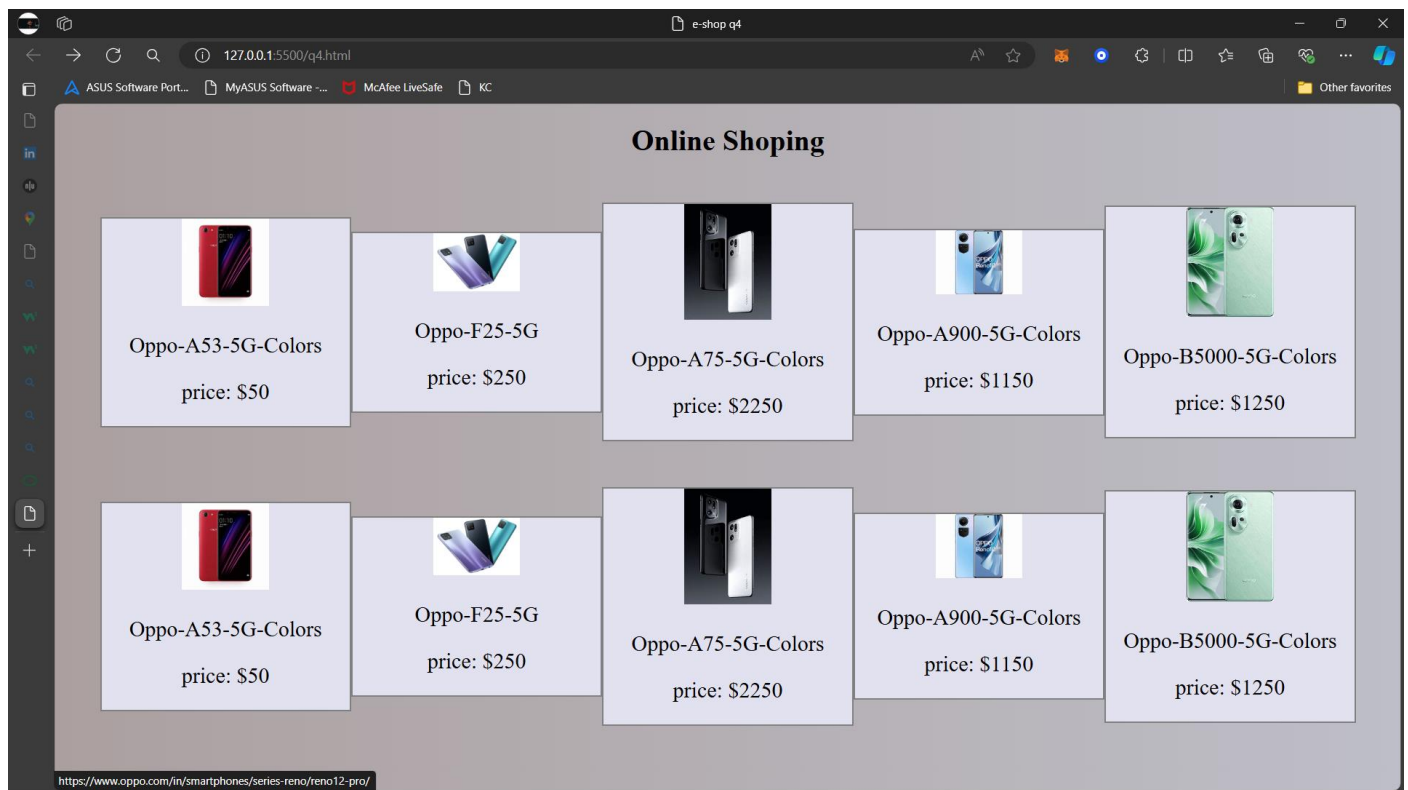 e-shop q4
127.0.0.1:5500/q4.html
ASUS Software Port... MyASUS Software -... McAfee LiveSafe KC Other favorites
Online Shoping
Oppo-A53-5G-Colors
price: $50
Oppo-F25-5G
price: $250
Oppo-A75-5G-Colors
price: $2250
Oppo-A900-5G-Colors
price: $1150
Oppo-B5000-5G-Colors
price: $1250
Oppo-A53-5G-Colors
price: $50
Oppo-F25-5G
price: $250
Oppo-A75-5G-Colors
price: $2250
Oppo-A900-5G-Colors
price: $1150
Oppo-B5000-5G-Colors
price: $1250
https://www.oppo.com/in/smartphones/series-reno/reno12-pro/